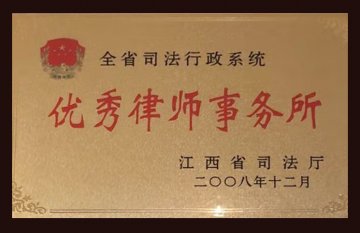 全省司法行政系统
优秀律师事务所
江西省司法厅
二〇〇八年十二月